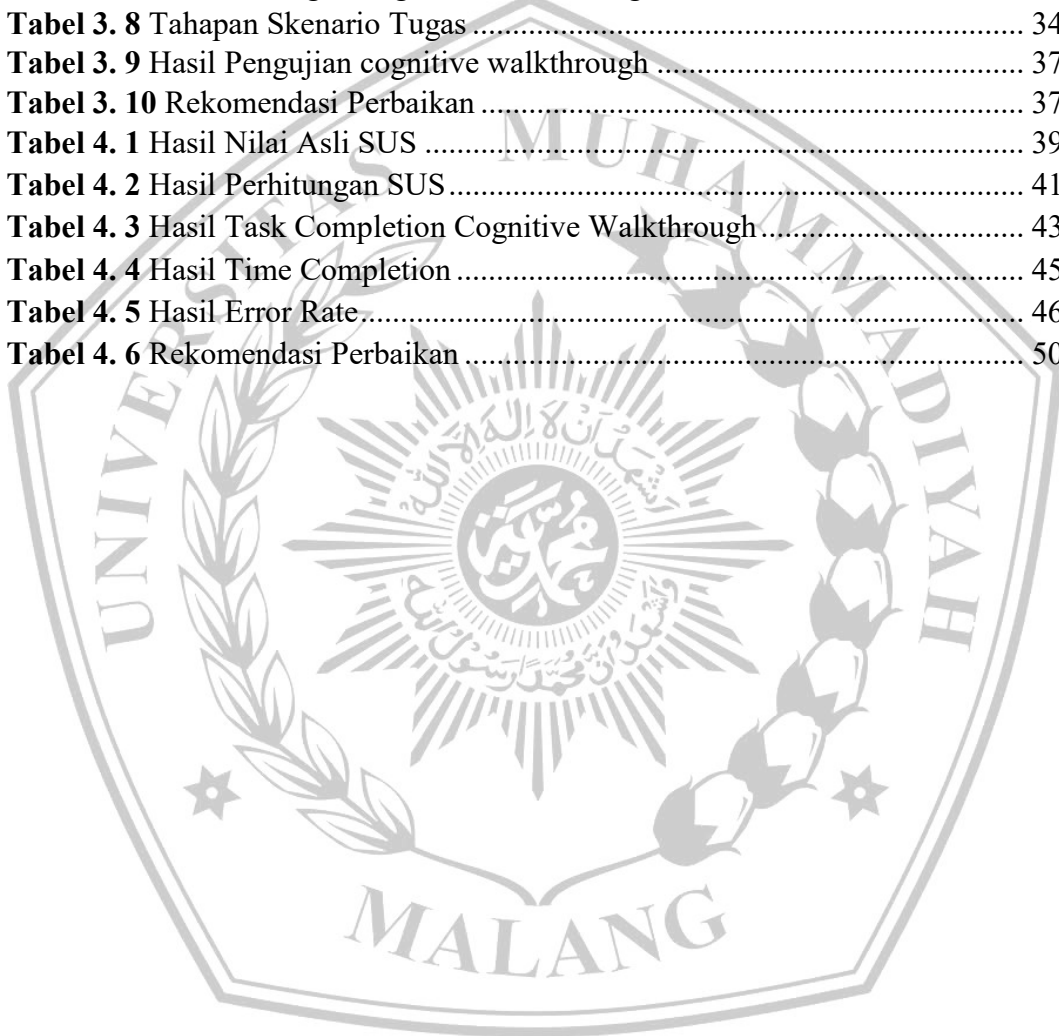 Tabel 3. 8 Tahapan Skenario Tugas ........................................................................ 34
Tabel 3. 9 Hasil Pengujian cognitive walkthrough ................................................ 37
Tabel 3. 10 Rekomendasi Perbaikan ....................................................................... 37
Tabel 4. 1 Hasil Nilai Asli SUS .............................................................................. 39
Tabel 4. 2 Hasil Perhitungan SUS ........................................................................... 41
Tabel 4. 3 Hasil Task Completion Cognitive Walkthrough .................................. 43
Tabel 4. 4 Hasil Time Completion .......................................................................... 45
Tabel 4. 5 Hasil Error Rate ...................................................................................... 46
Tabel 4. 6 Rekomendasi Perbaikan ......................................................................... 50
UNIVERSITAS MUHAMMADIYAH
MALANG